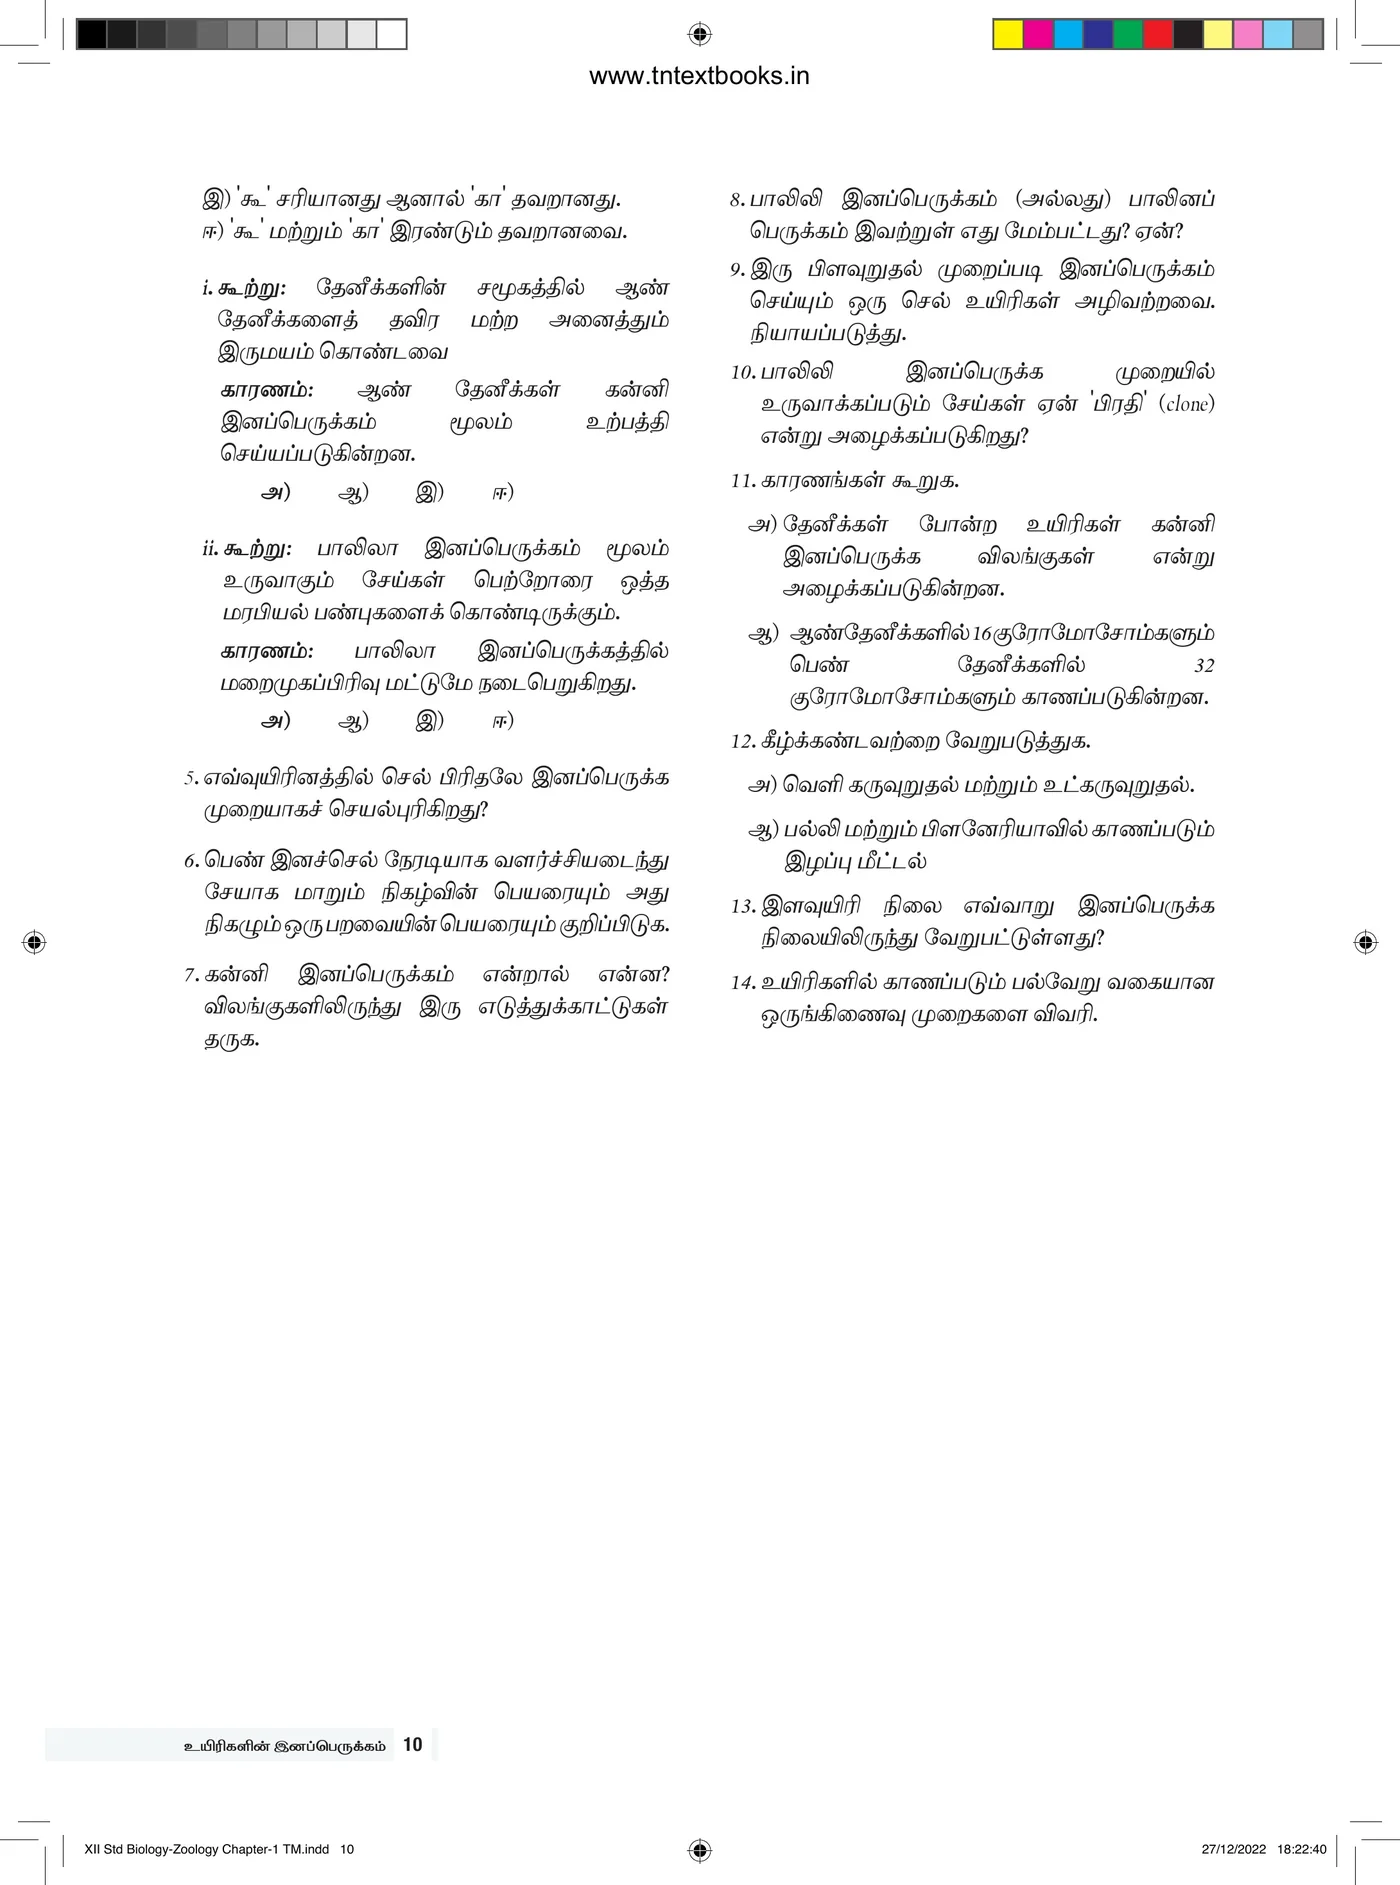 www.tntextbooks.in
இ) 'கூ' சரியானது ஆனால் 'கா' தவறானது.
ஈ) 'கூ' மற்றும் 'கா' இரண்டும் தவறானவை.
i. கூற்று: தேனீக்களின் சமூகத்தில் ஆண்
தேனீக்களைத் தவிர மற்ற அனைத்தும்
இருமயம் கொண்டவை
காரணம்: ஆண் தேனீக்கள் கன்னி
இனப்பெருக்கம் மூலம் உற்பத்தி
செய்யப்படுகின்றன.
அ) ஆ) இ) ஈ)
ii. கூற்று: பாலிலா இனப்பெருக்கம் மூலம்
உருவாகும் சேய்கள் பெற்றோரை ஒத்த
மரபியல் பண்புகளைக் கொண்டிருக்கும்.
காரணம்: பாலிலா இனப்பெருக்கத்தில்
மறைமுகப்பிரிவு மட்டுமே நடைபெறுகிறது.
அ) ஆ) இ) ஈ)
5. எவ்வுயிரினத்தில் செல் பிரிதலே இனப்பெருக்க
முறையாகச் செயல்புரிகிறது?
6. பெண் இனச்செல் நேரடியாக வளர்ச்சியடைந்து
சேயாக மாறும் நிகழ்வின் பெயரையும் அது
நிகழும் ஒரு பறவையின் பெயரையும் குறிப்பிடுக.
7. கன்னி இனப்பெருக்கம் என்றால் என்ன?
விலங்குகளிலிருந்து இரு எடுத்துக்காட்டுகள்
தருக.
8. பாலிலி இனப்பெருக்கம் (அல்லது) பாலினப்
பெருக்கம் இவற்றுள் எது மேம்பட்டது? ஏன்?
9. இரு பிளவுறுதல் முறைப்படி இனப்பெருக்கம்
செய்யும் ஒரு செல் உயிரிகள் அழிவற்றவை.
நியாயப்படுத்து.
10. பாலிலி இனப்பெருக்க முறையில்
உருவாக்கப்படும் சேய்கள் ஏன் 'பிரதி' (clone)
என்று அழைக்கப்படுகிறது?
11. காரணங்கள் கூறுக.
அ) தேனீக்கள் போன்ற உயிரிகள் கன்னி
இனப்பெருக்க விலங்குகள் என்று
அழைக்கப்படுகின்றன.
ஆ) ஆண்தேனீக்களில் 16குரோமோசோம்களும்
பெண் தேனீக்களில் 32
குரோமோசோம்களும் காணப்படுகின்றன.
12. கீழ்க்கண்டவற்றை வேறுபடுத்துக.
அ) வெளி கருவுறுதல் மற்றும் உட்கருவுறுதல்.
ஆ) பல்லி மற்றும் பிளனேரியாவில் காணப்படும்
இழப்பு மீட்டல்
13. இளவுயிரி நிலை எவ்வாறு இனப்பெருக்க
நிலையிலிருந்து வேறுபட்டுள்ளது?
14. உயிரிகளில் காணப்படும் பல்வேறு வகையான
ஒருங்கிணைவு முறைகளை விவரி.
உயிரிகளின் இனப்பெருக்கம் 10
XII Std Biology-Zoology Chapter-1 TM.indd 10
27/12/2022 18:22:40